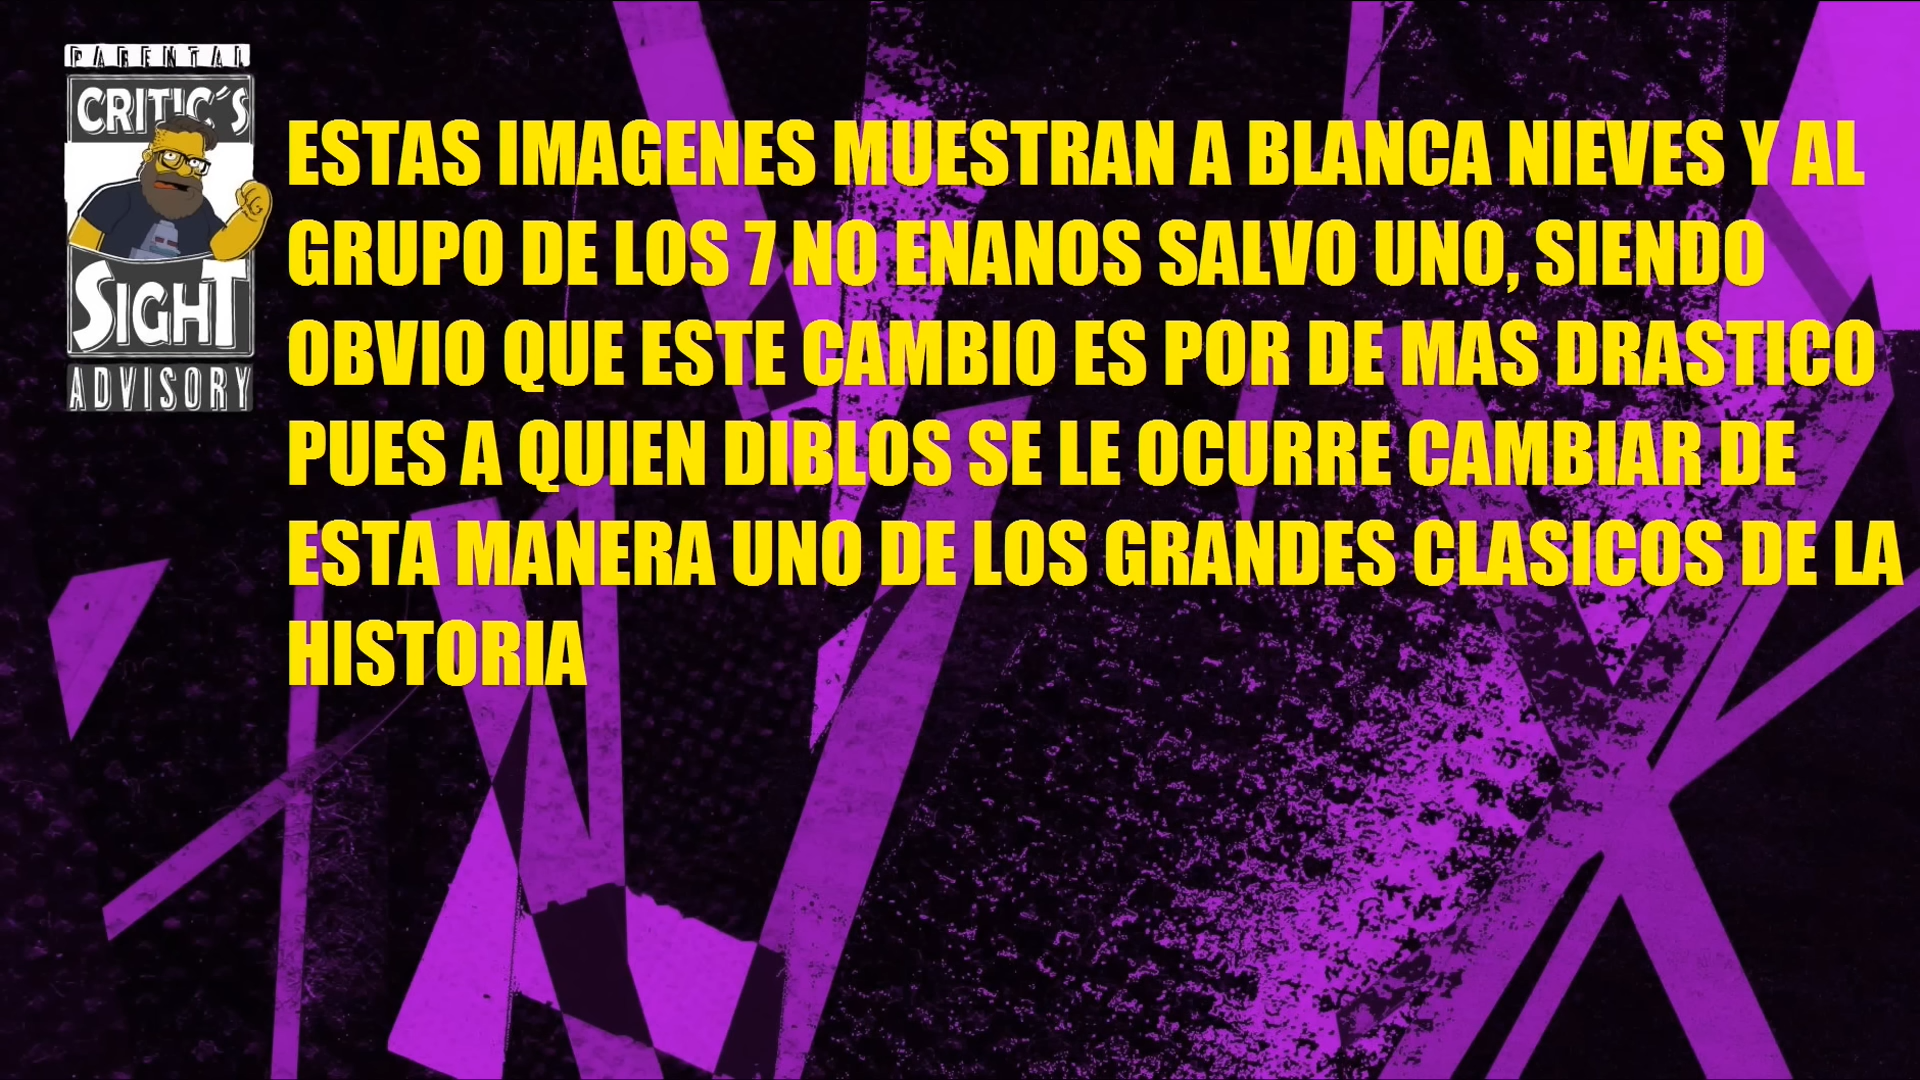 PARENTAL
CRITIC´S
SIGHT
ADVISORY
ESTAS IMAGENES MUESTRAN A BLANCA NIEVES Y AL
GRUPO DE LOS 7 NO ENANOS SALVO UNO, SIENDO
OBVIO QUE ESTE CAMBIO ES POR DE MAS DRASTICO
PUES A QUIEN DIBLOS SE LE OCURRE CAMBIAR DE
ESTA MANERA UNO DE LOS GRANDES CLASICOS DE LA
HISTORIA